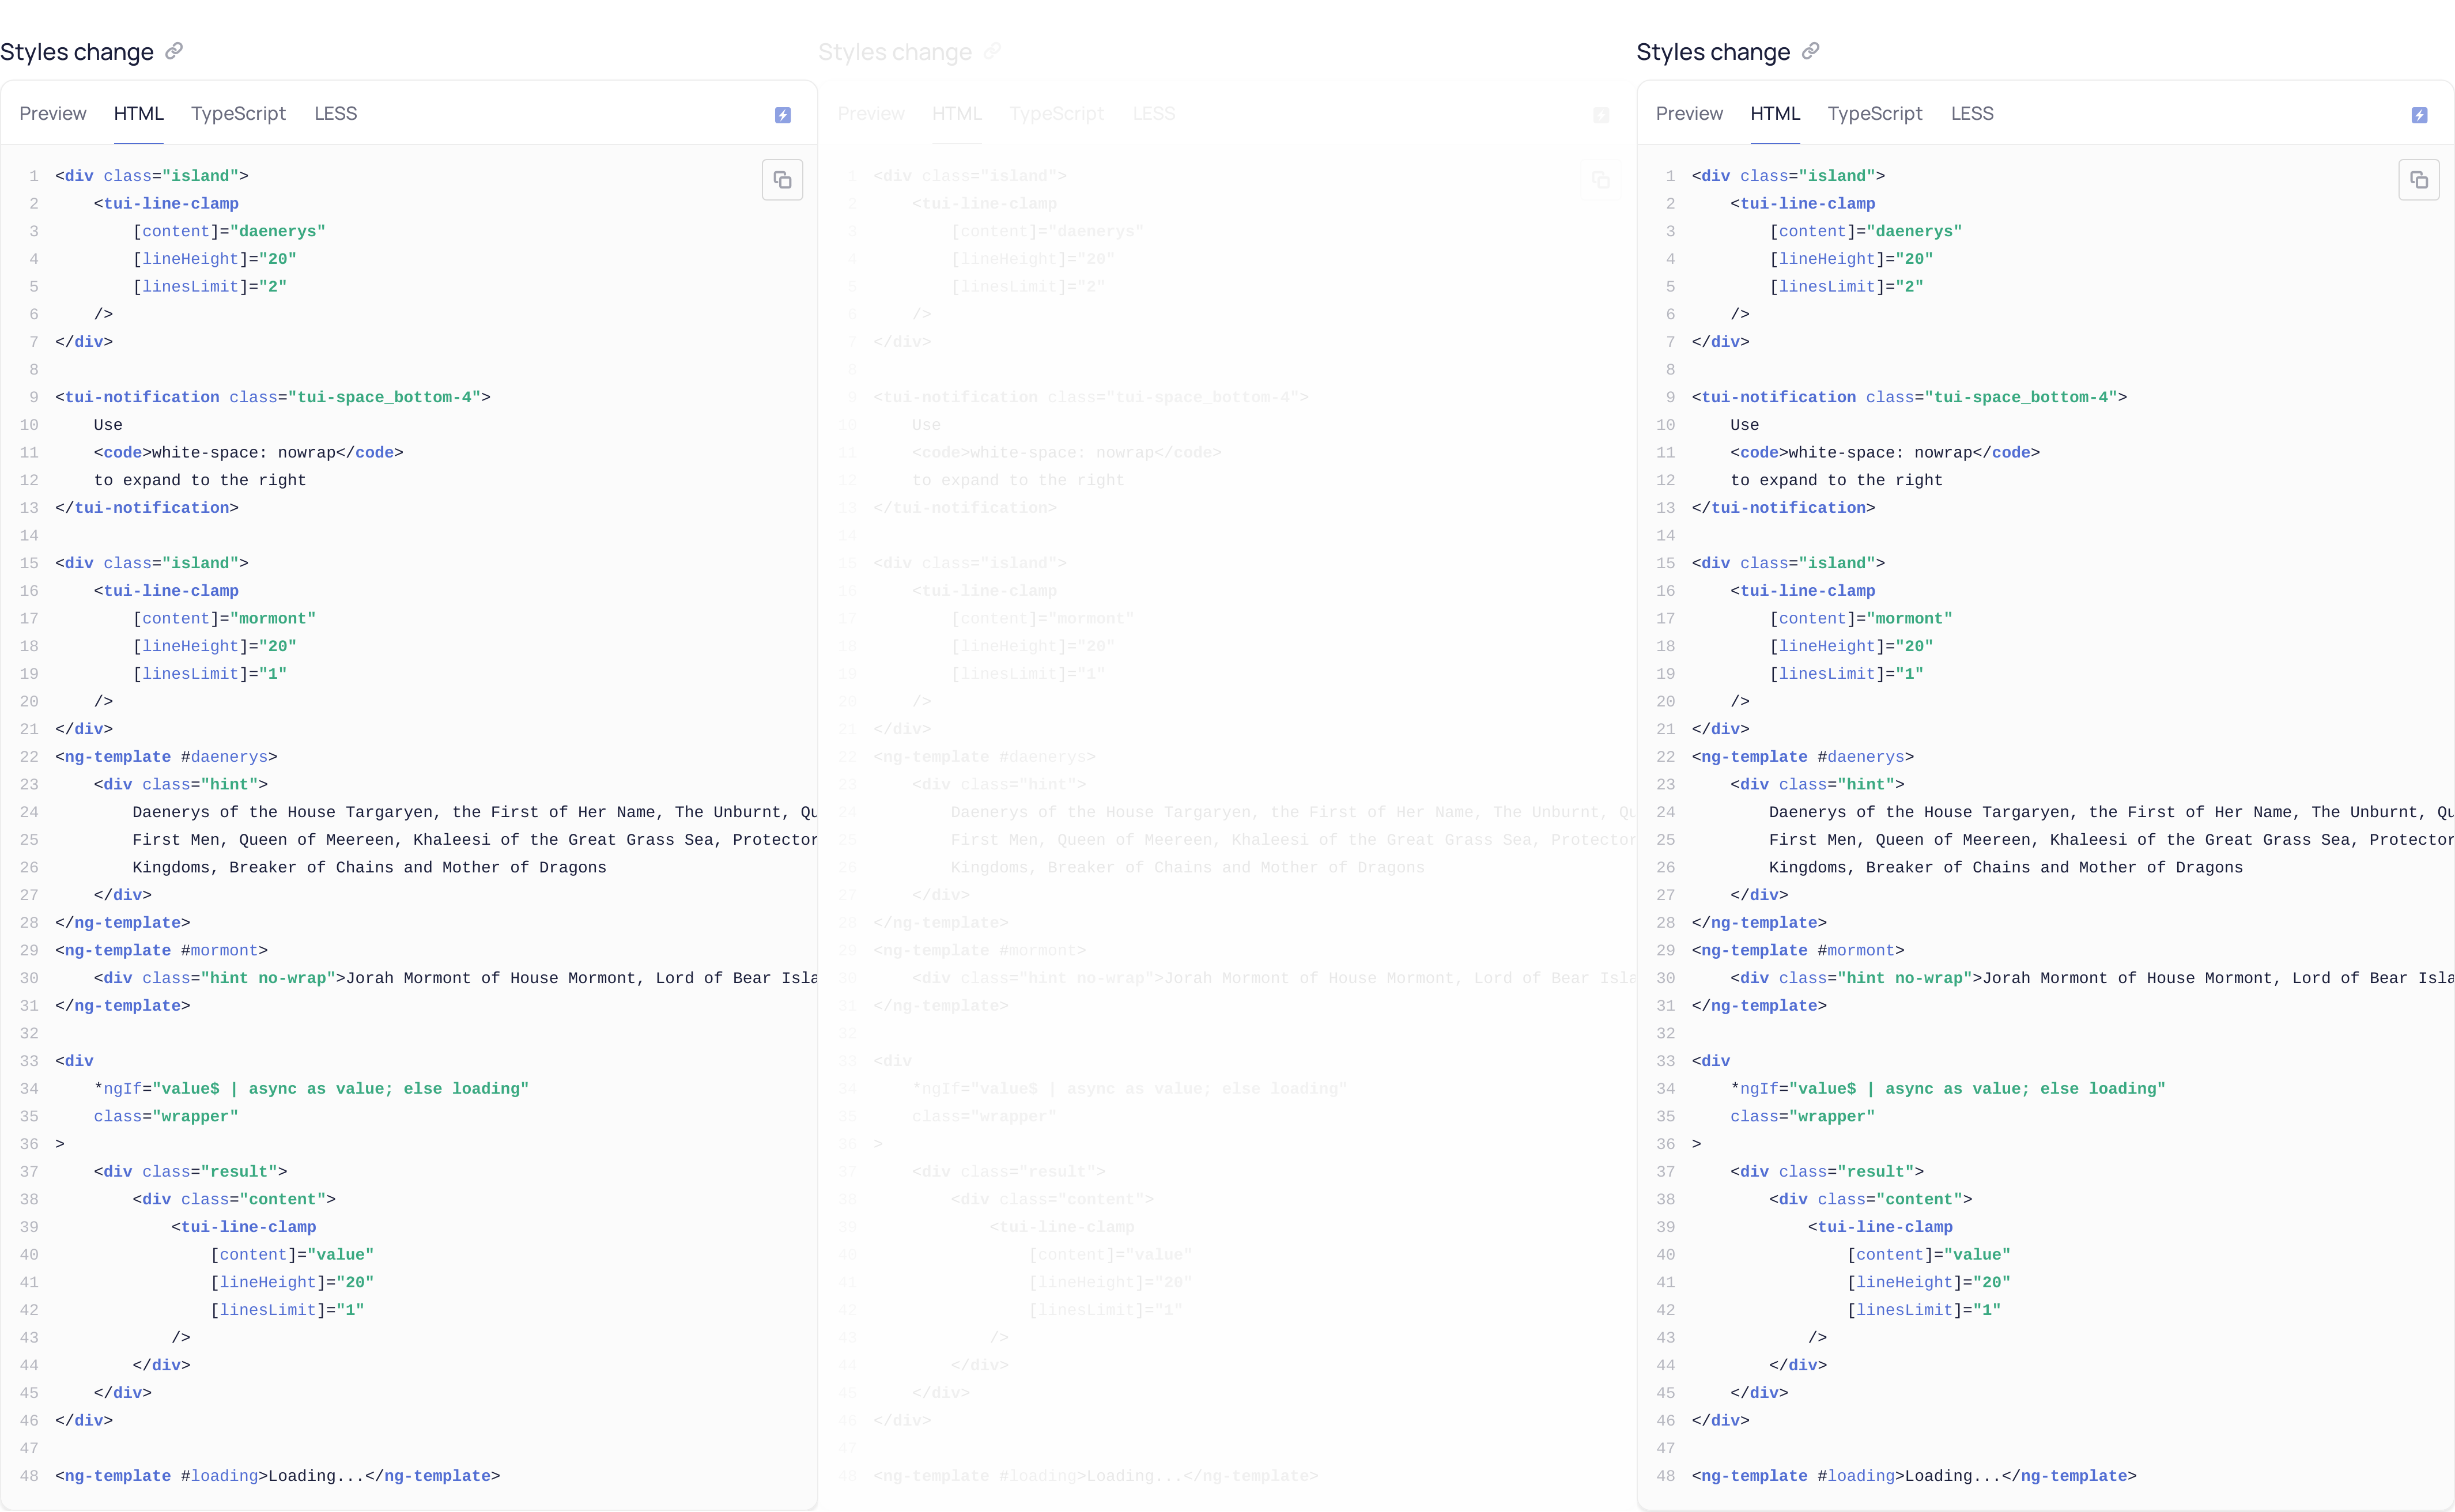 Styles change
Preview HTML TypeScript LESS
1 <div class="island">
2 <tui-line-clamp
3 [content]="daenerys"
4 [lineHeight]="20"
5 [linesLimit]="2"
6 />
7 </div>
8
9 <tui-notification class="tui-space_bottom-4">
10 Use
11 <code>white-space: nowrap</code>
12 to expand to the right
13 </tui-notification>
14
15 <div class="island">
16 <tui-line-clamp
17 [content]="mormont"
18 [lineHeight]="20"
19 [linesLimit]="1"
20 />
21 </div>
22 <ng-template #daenerys>
23 <div class="hint">
24 Daenerys of the House Targaryen, the First of Her Name, The Unburnt, Qu
25 First Men, Queen of Meereen, Khaleesi of the Great Grass Sea, Protector
26 Kingdoms, Breaker of Chains and Mother of Dragons
27 </div>
28 </ng-template>
29 <ng-template #mormont>
30 <div class="hint no-wrap">Jorah Mormont of House Mormont, Lord of Bear Isla
31 </ng-template>
32
33 <div
34 *ngIf="value$ | async as value; else loading"
35 class="wrapper"
36 >
37 <div class="result">
38 <div class="content">
39 <tui-line-clamp
40 [content]="value"
41 [lineHeight]="20"
42 [linesLimit]="1"
43 />
44 </div>
45 </div>
46 </div>
47
48 <ng-template #loading>Loading...</ng-template>
Styles change
Preview HTML TypeScript LESS
1 <div class="island">
2 <tui-line-clamp
3 [content]="daenerys"
4 [lineHeight]="20"
5 [linesLimit]="2"
6 />
7 </div>
8
9 <tui-notification class="tui-space_bottom-4">
10 Use
11 <code>white-space: nowrap</code>
12 to expand to the right
13 </tui-notification>
14
15 <div class="island">
16 <tui-line-clamp
17 [content]="mormont"
18 [lineHeight]="20"
19 [linesLimit]="1"
20 />
21 </div>
22 <ng-template #daenerys>
23 <div class="hint">
24 Daenerys of the House Targaryen, the First of Her Name, The Unburnt, Qu
25 First Men, Queen of Meereen, Khaleesi of the Great Grass Sea, Protector
26 Kingdoms, Breaker of Chains and Mother of Dragons
27 </div>
28 </ng-template>
29 <ng-template #mormont>
30 <div class="hint no-wrap">Jorah Mormont of House Mormont, Lord of Bear Isla
31 </ng-template>
32
33 <div
34 *ngIf="value$ | async as value; else loading"
35 class="wrapper"
36 >
37 <div class="result">
38 <div class="content">
39 <tui-line-clamp
40 [content]="value"
41 [lineHeight]="20"
42 [linesLimit]="1"
43 />
44 </div>
45 </div>
46 </div>
47
48 <ng-template #loading>Loading...</ng-template>
Styles change
Preview HTML TypeScript LESS
1 <div class="island">
2 <tui-line-clamp
3 [content]="daenerys"
4 [lineHeight]="20"
5 [linesLimit]="2"
6 />
7 </div>
8
9 <tui-notification class="tui-space_bottom-4">
10 Use
11 <code>white-space: nowrap</code>
12 to expand to the right
13 </tui-notification>
14
15 <div class="island">
16 <tui-line-clamp
17 [content]="mormont"
18 [lineHeight]="20"
19 [linesLimit]="1"
20 />
21 </div>
22 <ng-template #daenerys>
23 <div class="hint">
24 Daenerys of the House Targaryen, the First of Her Name, The Unburnt, Qu
25 First Men, Queen of Meereen, Khaleesi of the Great Grass Sea, Protector
26 Kingdoms, Breaker of Chains and Mother of Dragons
27 </div>
28 </ng-template>
29 <ng-template #mormont>
30 <div class="hint no-wrap">Jorah Mormont of House Mormont, Lord of Bear Isla
31 </ng-template>
32
33 <div
34 *ngIf="value$ | async as value; else loading"
35 class="wrapper"
36 >
37 <div class="result">
38 <div class="content">
39 <tui-line-clamp
40 [content]="value"
41 [lineHeight]="20"
42 [linesLimit]="1"
43 />
44 </div>
45 </div>
46 </div>
47
48 <ng-template #loading>Loading...</ng-template>